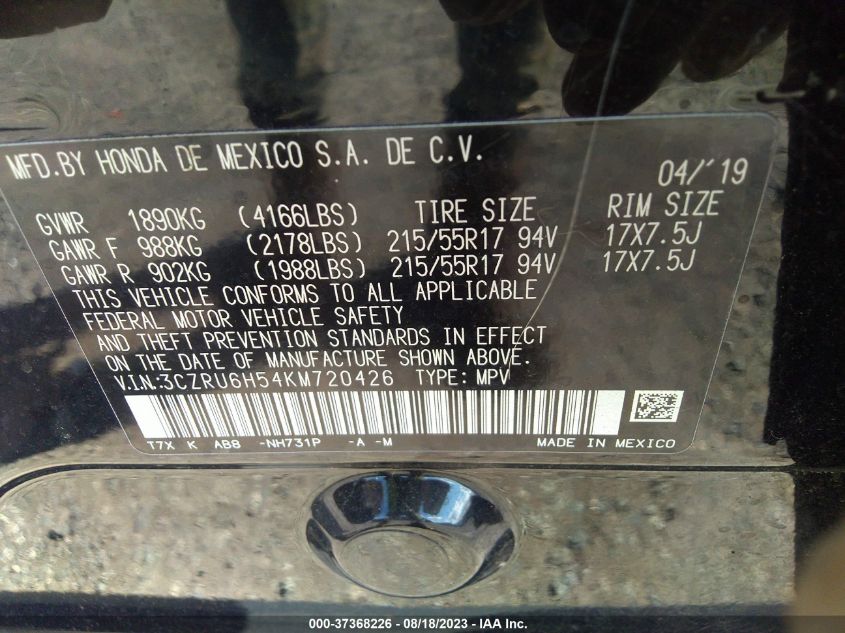 MFD.BY HONDA DE MEXICO S.A. DE C.V. 04/'19
GVWR 1890KG (4166LBS) TIRE SIZE RIM SIZE
GAWR F 988KG (2178LBS) 215/55R17 94V 17X7.5J
GAWR R 902KG (1988LBS) 215/55R17 94V 17X7.5J
THIS VEHICLE CONFORMS TO ALL APPLICABLE
FEDERAL MOTOR VEHICLE SAFETY
AND THEFT PREVENTION STANDARDS IN EFFECT
ON THE DATE OF MANUFACTURE SHOWN ABOVE.
V.I.N:3CZRU6H54KM720426 TYPE: MPV
T7X K AB8 -NH731P -A -M MADE IN MEXICO
000-37368226 - 08/18/2023 - IAA Inc.